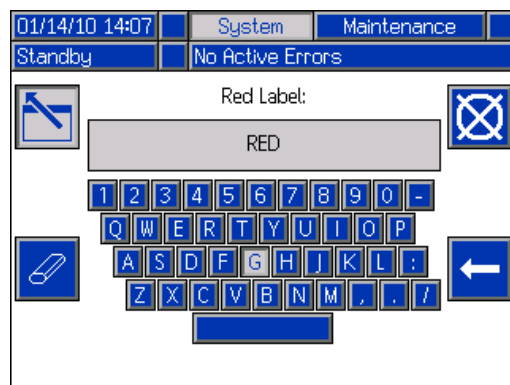 01/14/10 14:07 System Maintenance
Standby No Active Errors
Red Label:
RED
1 2 3 4 5 6 7 8 9 0 -
Q W E R T Y U I O P
A S D F G H J K L :
Z X C V B N M , . /